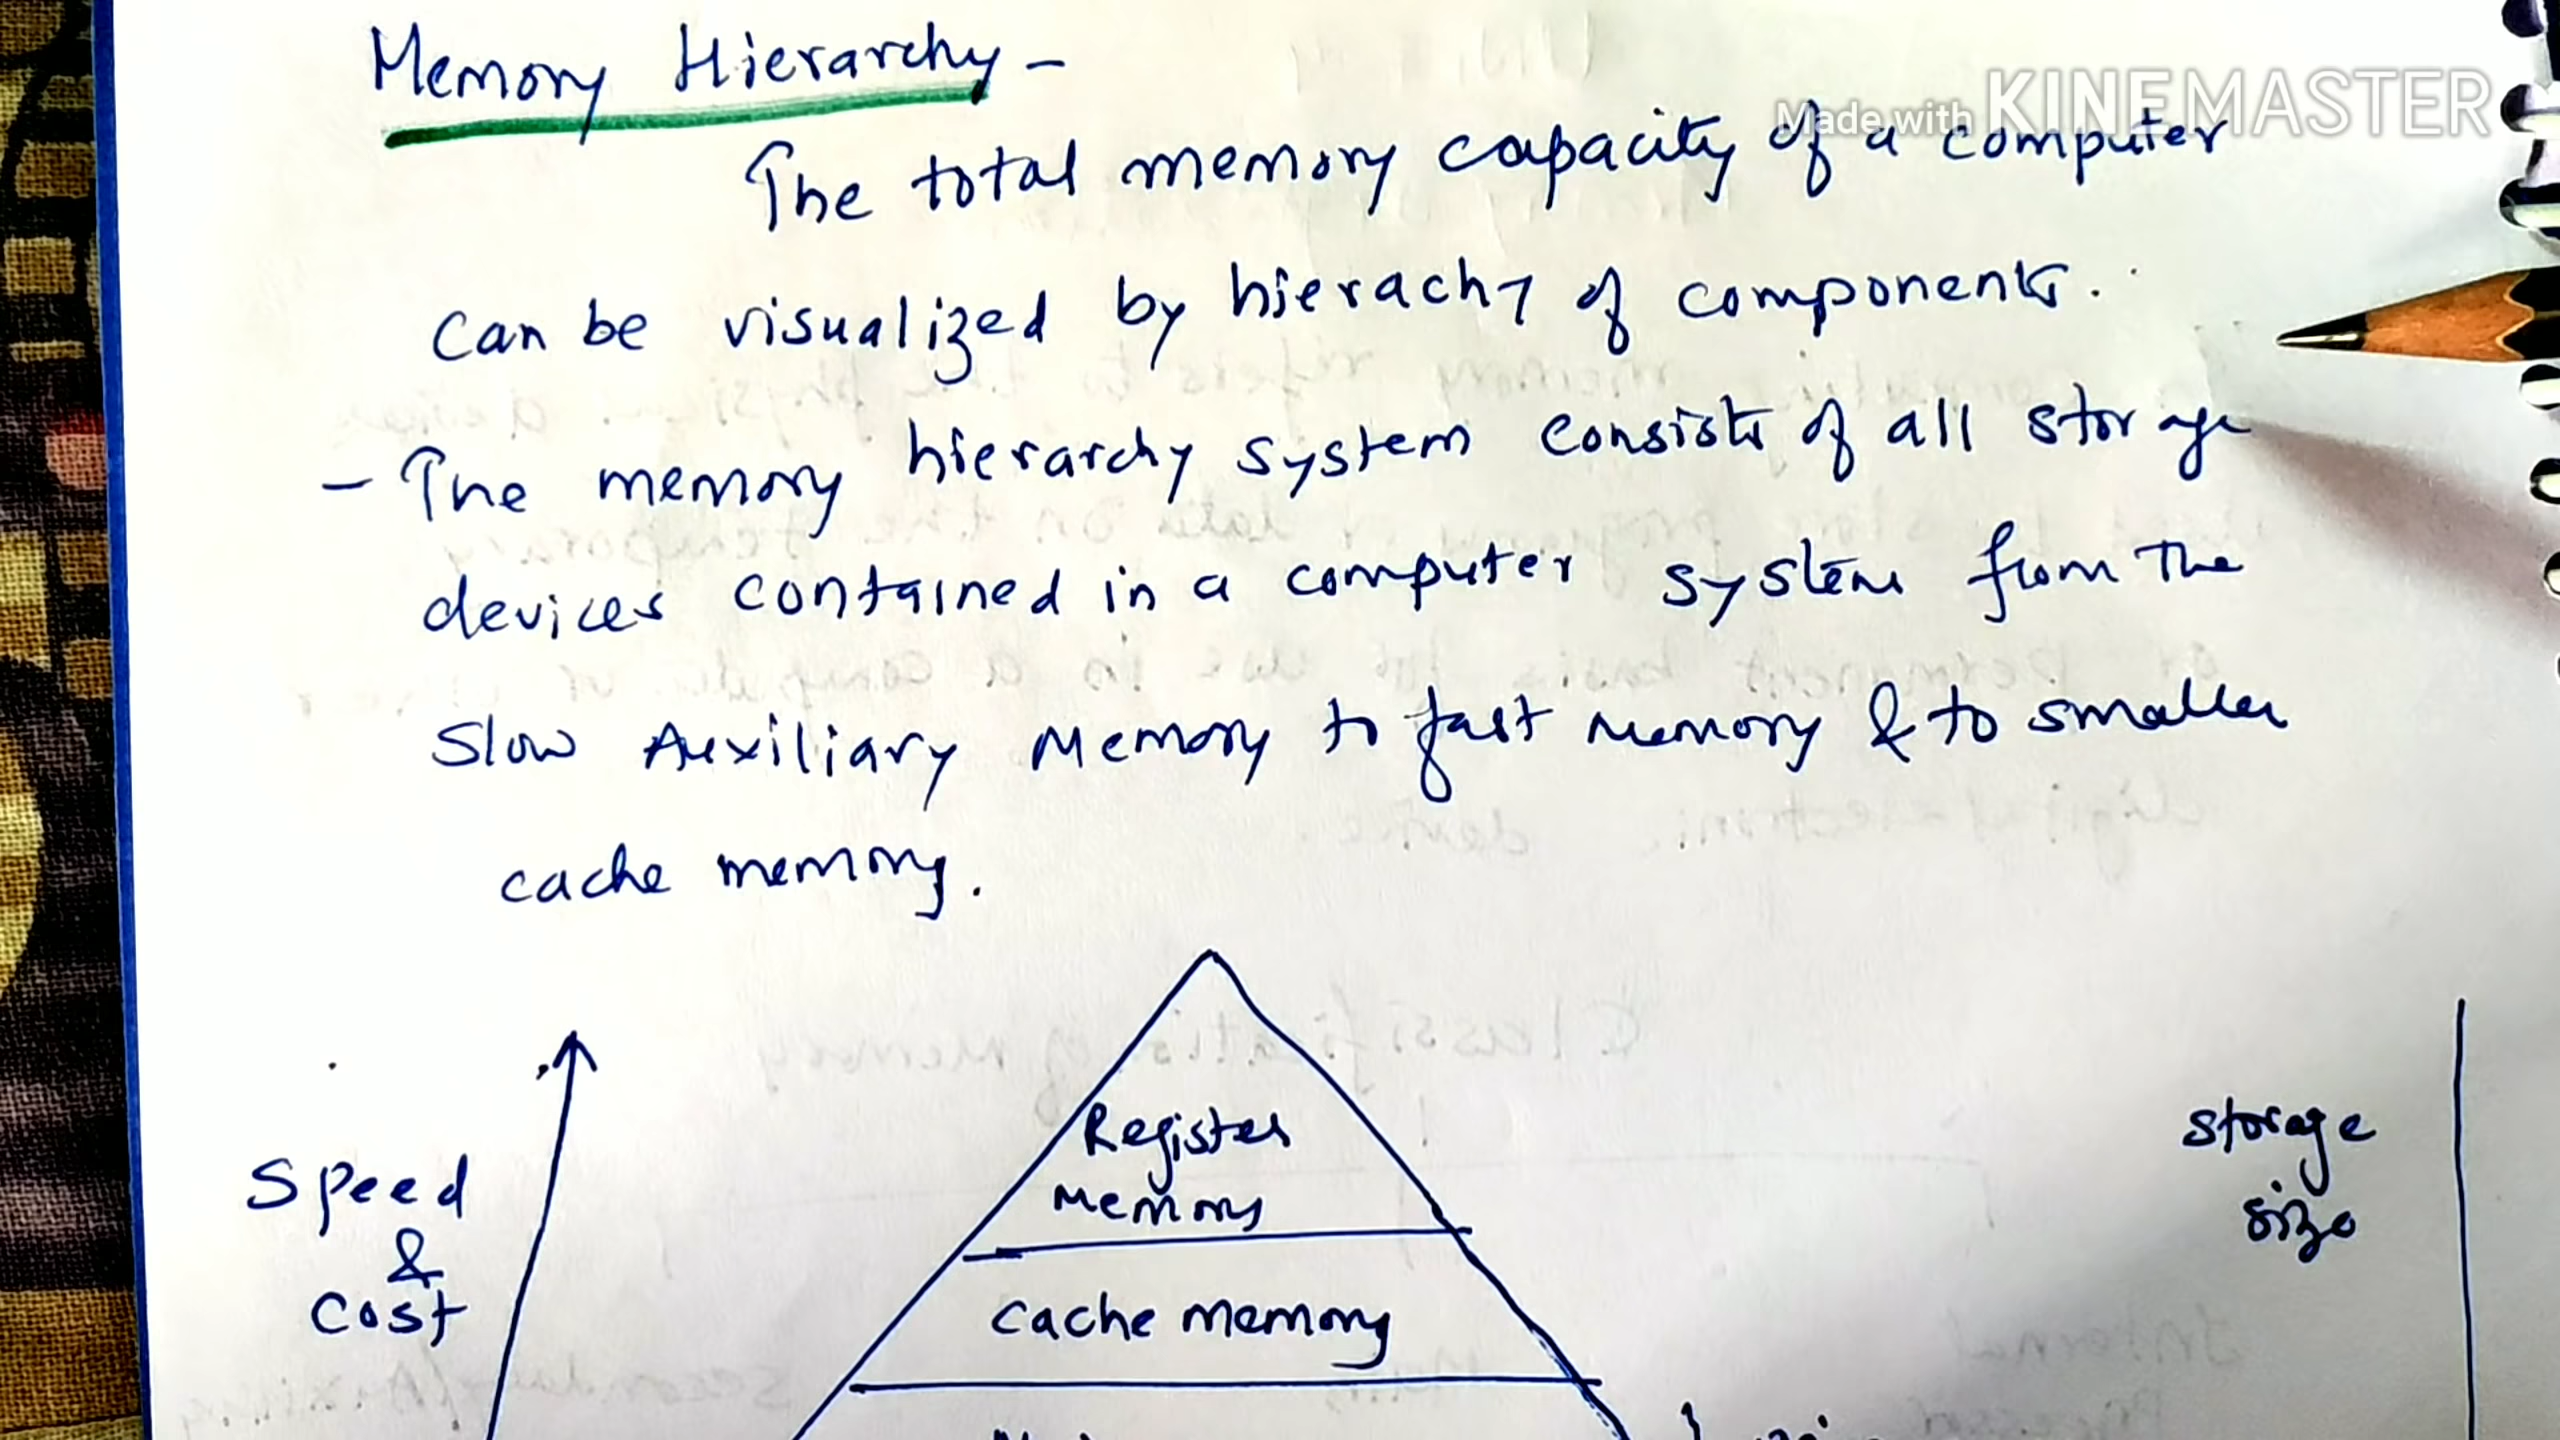 Memory Hierarchy -
Made with KINEMASTER
The total memory capacity of a computer
can be visualized by hierachy of components.
- The memory hierarchy system consists of all storage
devices contained in a computer system from the
slow Auxiliary Memory to fast memory & to smaller
cache memory.
Register
Memory
Speed
&
Cost
storage
size
Cache memory